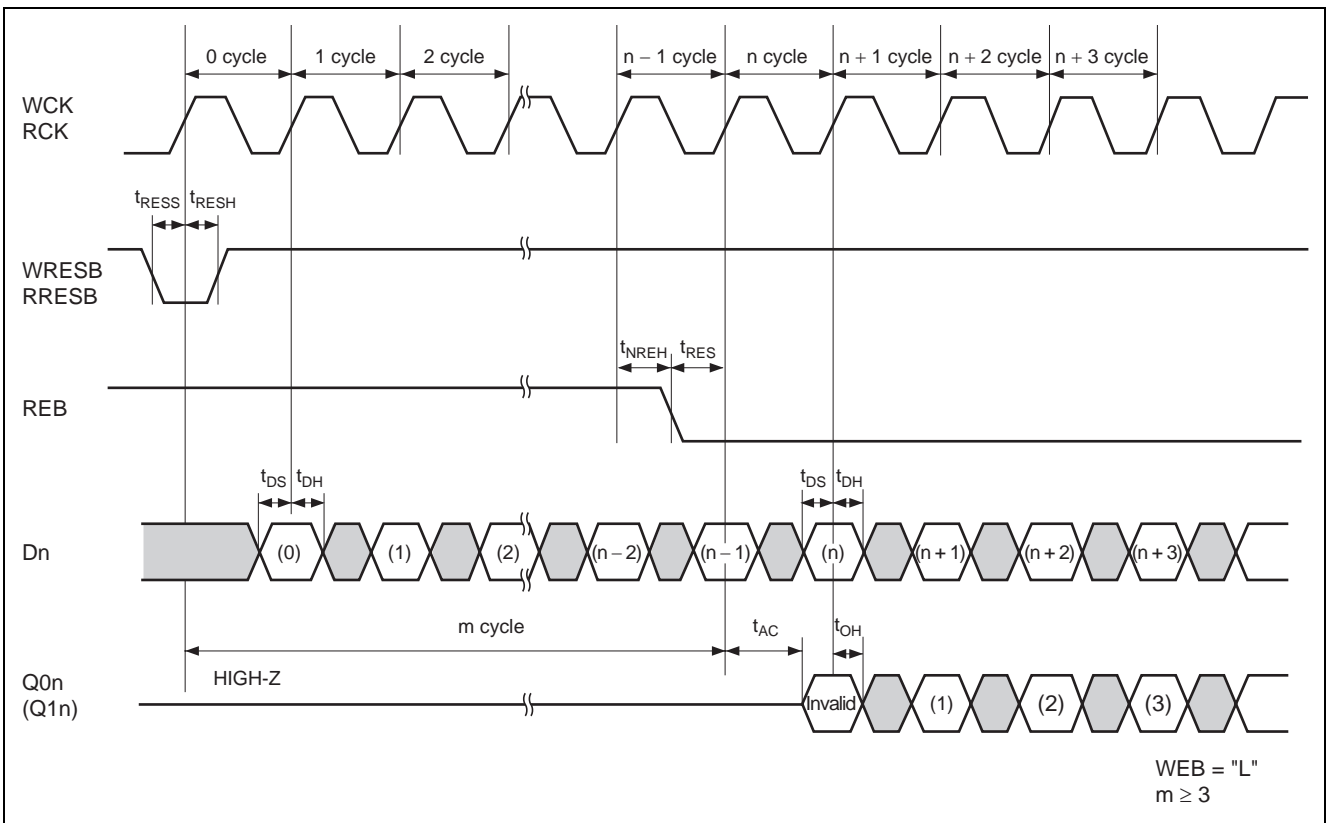 0 cycle 1 cycle 2 cycle n − 1 cycle n cycle n + 1 cycle n + 2 cycle n + 3 cycle
WCK
RCK
tRESS tRESH
WRESB
RRESB
tNREH tRES
REB
tDS tDH tDS tDH
Dn (0) (1) (2) (n − 2) (n − 1) (n) (n + 1) (n + 2) (n + 3)
m cycle tAC tOH
HIGH-Z
Q0n
(Q1n)
Invalid (1) (2) (3)
WEB = "L"
m ≥ 3